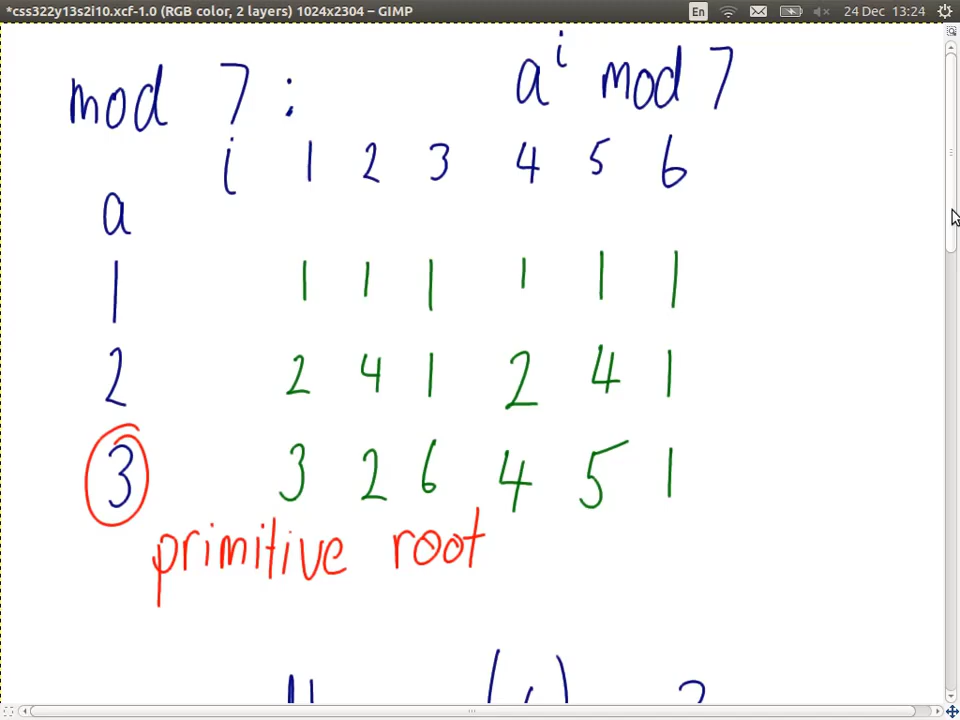 *css322y13s2i10.xcf-1.0 (RGB color, 2 layers) 1024x2304 – GIMP En 24 Dec 13:24
mod 7 : a^i mod 7
i 1 2 3 4 5 6
a
1 1 1 1 1 1 1
2 2 4 1 2 4 1
3 3 2 6 4 5 1
primitive root